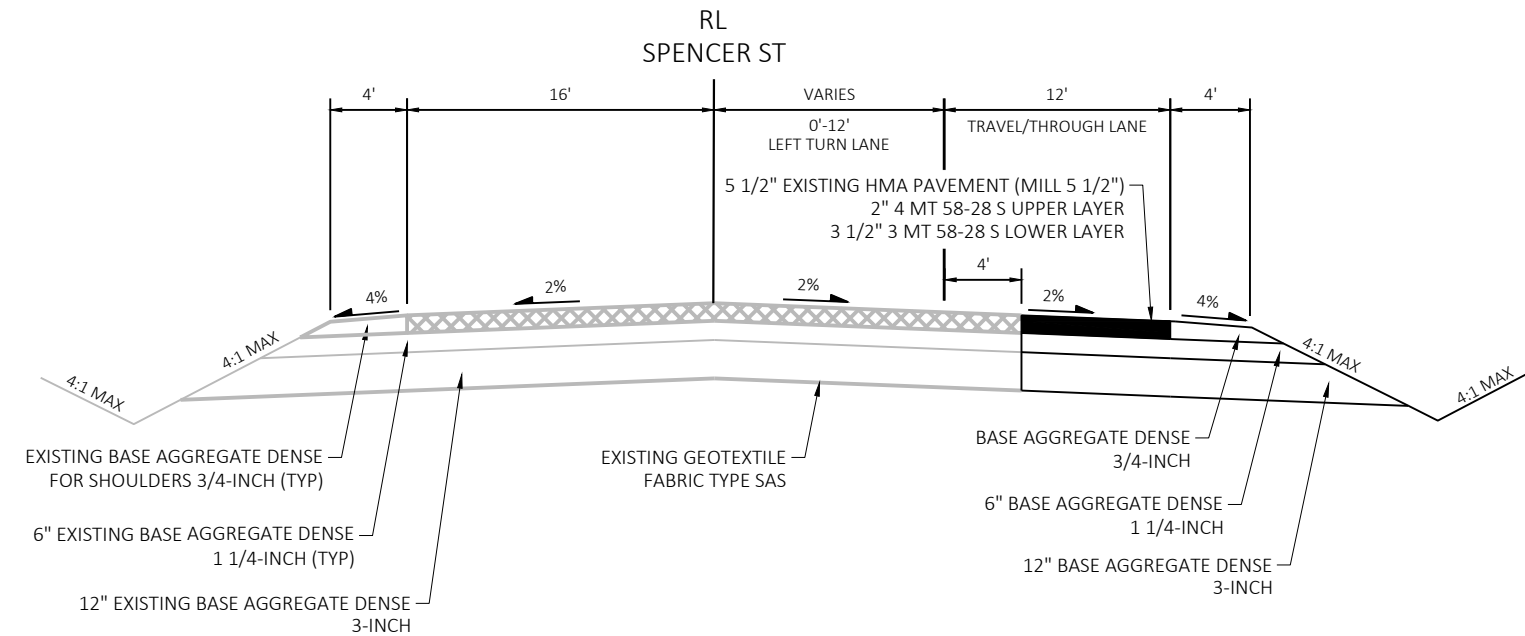 RL
SPENCER ST
4'
16'
VARIES
12'
4'
0'-12'
LEFT TURN LANE
TRAVEL/THROUGH LANE
5 1/2" EXISTING HMA PAVEMENT (MILL 5 1/2")
2" 4 MT 58-28 S UPPER LAYER
3 1/2" 3 MT 58-28 S LOWER LAYER
4'
4%
2%
2%
2%
4%
4:1 MAX
4:1 MAX
4:1 MAX
4:1 MAX
EXISTING BASE AGGREGATE DENSE
FOR SHOULDERS 3/4-INCH (TYP)
6" EXISTING BASE AGGREGATE DENSE
1 1/4-INCH (TYP)
12" EXISTING BASE AGGREGATE DENSE
3-INCH
EXISTING GEOTEXTILE
FABRIC TYPE SAS
BASE AGGREGATE DENSE
3/4-INCH
6" BASE AGGREGATE DENSE
1 1/4-INCH
12" BASE AGGREGATE DENSE
3-INCH